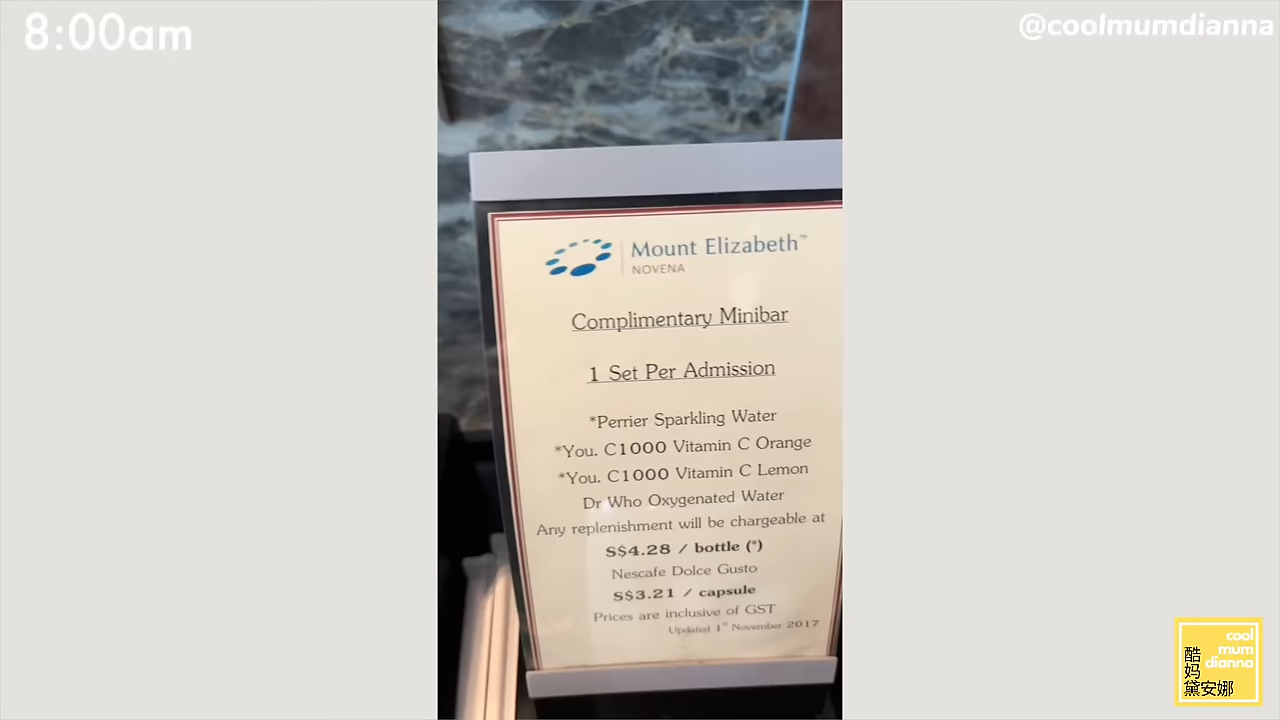 8:00am
@coolmumdianna
Mount Elizabeth™
NOVENA
Complimentary Minibar
1 Set Per Admission
*Perrier Sparkling Water
*You. C1000 Vitamin C Orange
*You. C1000 Vitamin C Lemon
Dr Who Oxygenated Water
Any replenishment will be chargeable at
S$4.28 / bottle (*)
Nescafe Dolce Gusto
S$3.21 / capsule
Prices are inclusive of GST
Updated 1st November 2017
cool
mum
dianna
酷
妈
黛安娜